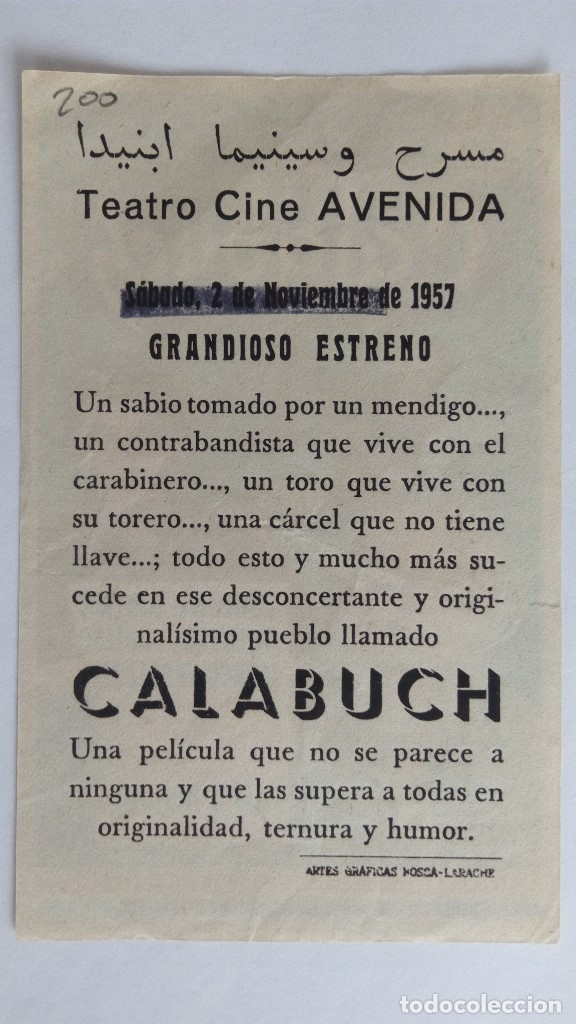 200
مسرح وسينيما ابنيدا
Teatro Cine AVENIDA
Sábado, 2 de Noviembre de 1957
GRANDIOSO ESTRENO
Un sabio tomado por un mendigo...,
un contrabandista que vive con el
carabinero..., un toro que vive con
su torero..., una cárcel que no tiene
llave...; todo esto y mucho más su-
cede en ese desconcertante y origi-
nalísimo pueblo llamado
CALABUCH
Una película que no se parece a
ninguna y que las supera a todas en
originalidad, ternura y humor.
ARTES GRÁFICAS BOSCÁ-LARACHE
todocoleccion